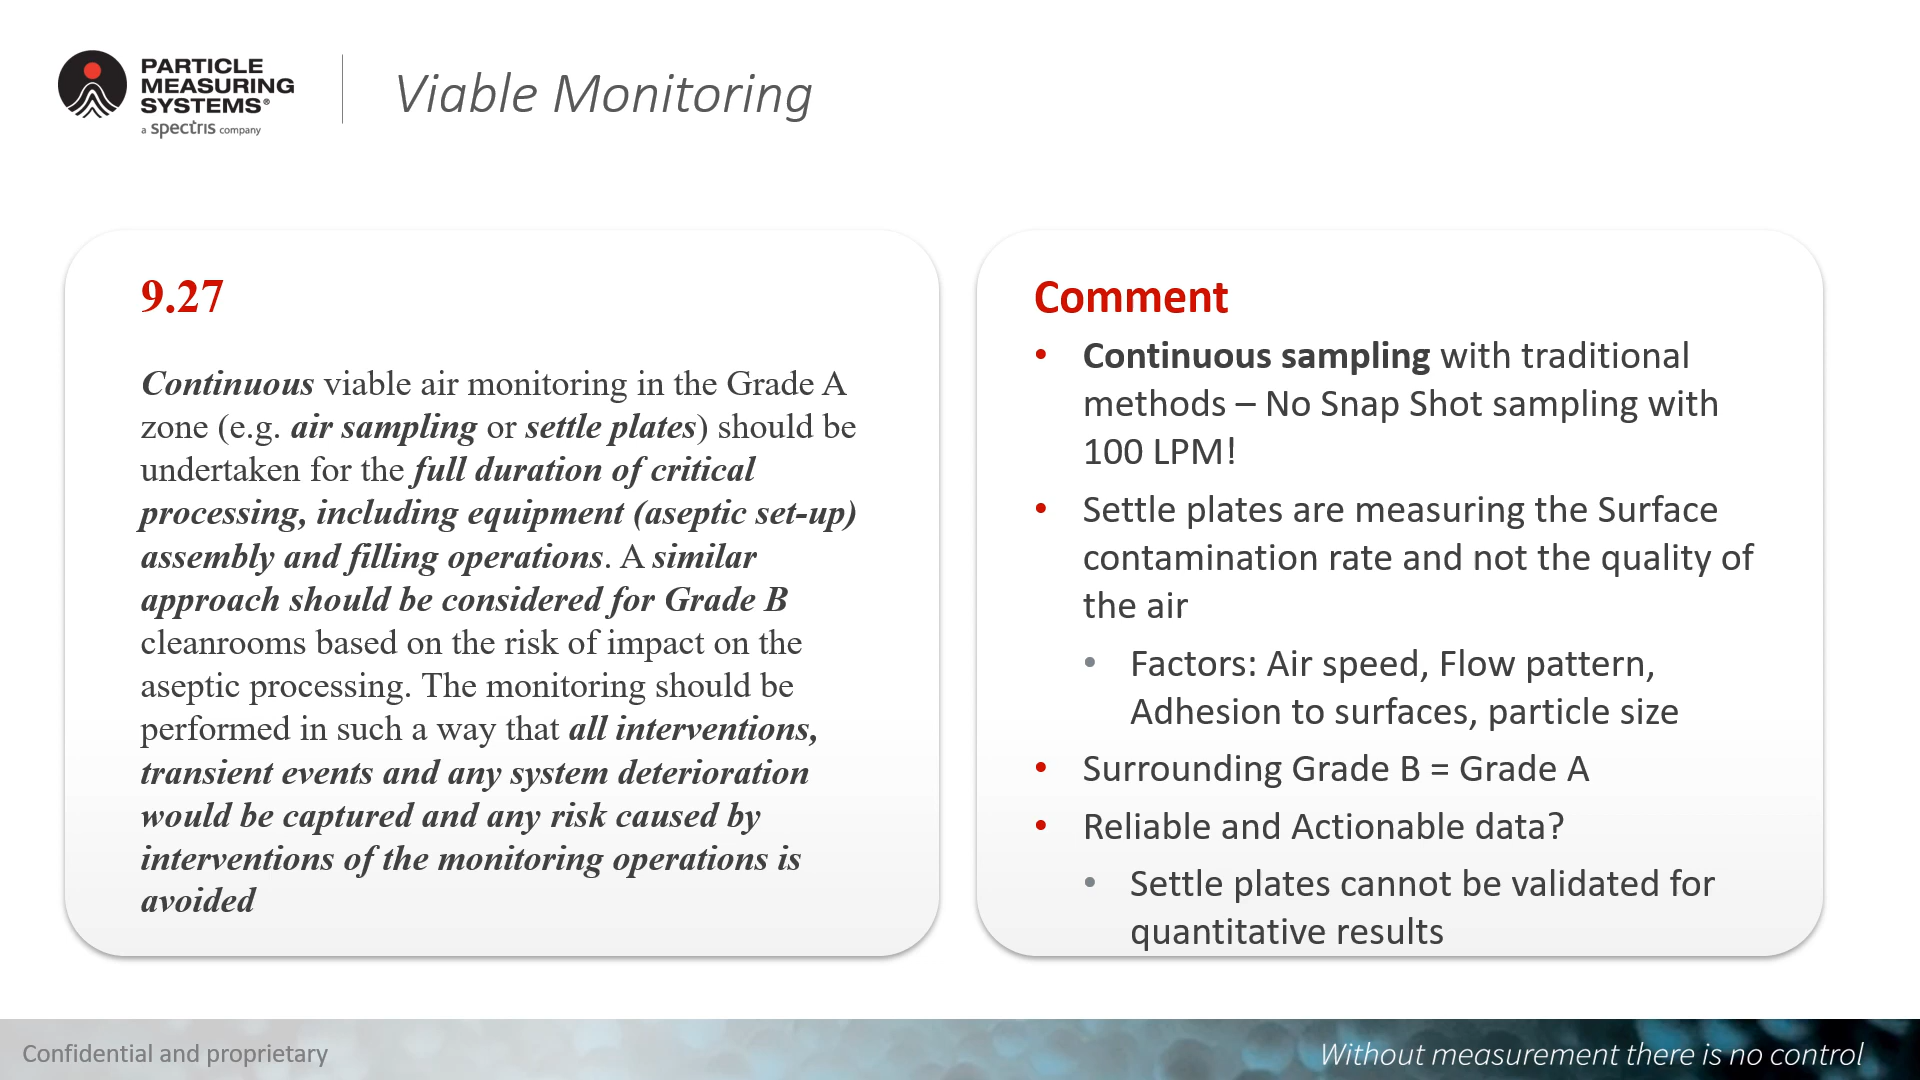 PARTICLE
MEASURING
SYSTEMS®
a spectris company
Viable Monitoring
9.27
Continuous viable air monitoring in the Grade A
zone (e.g. air sampling or settle plates) should be
undertaken for the full duration of critical
processing, including equipment (aseptic set-up)
assembly and filling operations. A similar
approach should be considered for Grade B
cleanrooms based on the risk of impact on the
aseptic processing. The monitoring should be
performed in such a way that all interventions,
transient events and any system deterioration
would be captured and any risk caused by
interventions of the monitoring operations is
avoided
Comment
• Continuous sampling with traditional
methods – No Snap Shot sampling with
100 LPM!
• Settle plates are measuring the Surface
contamination rate and not the quality of
the air
• Factors: Air speed, Flow pattern,
Adhesion to surfaces, particle size
• Surrounding Grade B = Grade A
• Reliable and Actionable data?
• Settle plates cannot be validated for
quantitative results
Confidential and proprietary
Without measurement there is no control